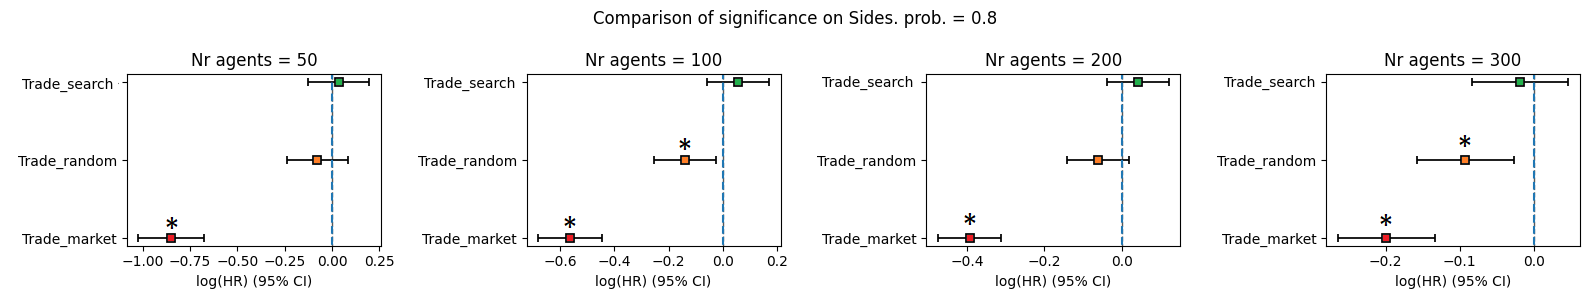 Comparison of significance on Sides. prob. = 0.8
Nr agents = 50
Trade_search
Trade_random
*
Trade_market
−1.00 −0.75 −0.50 −0.25 0.00 0.25
log(HR) (95% CI)
Nr agents = 100
Trade_search
*
Trade_random
*
Trade_market
−0.6 −0.4 −0.2 0.0 0.2
log(HR) (95% CI)
Nr agents = 200
Trade_search
Trade_random
*
Trade_market
−0.4 −0.2 0.0
log(HR) (95% CI)
Nr agents = 300
Trade_search
*
Trade_random
*
Trade_market
−0.2 −0.1 0.0
log(HR) (95% CI)